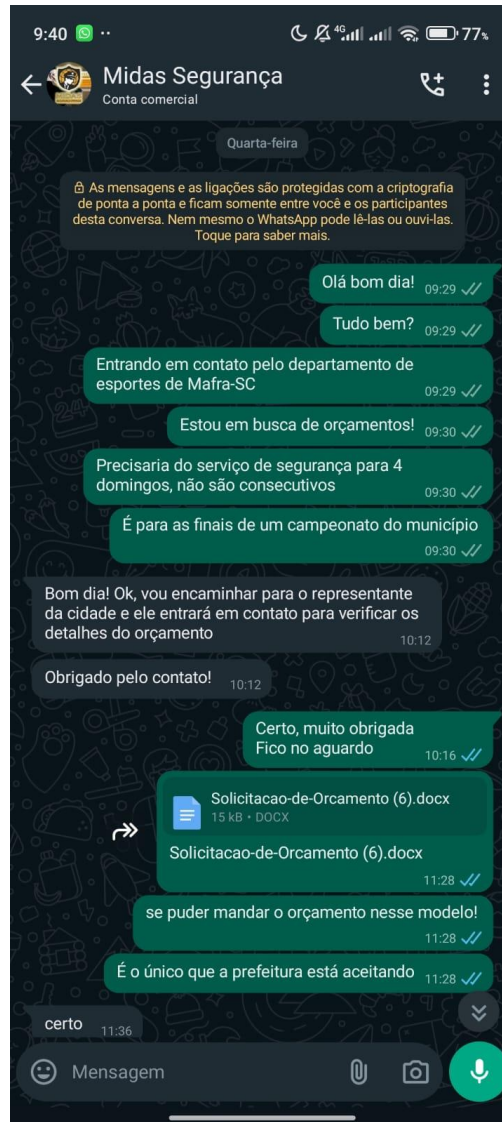 9:40 ··
4G 77%
Midas Segurança
Conta comercial
Quarta-feira
As mensagens e as ligações são protegidas com a criptografia
de ponta a ponta e ficam somente entre você e os participantes
desta conversa. Nem mesmo o WhatsApp pode lê-las ou ouvi-las.
Toque para saber mais.
Olá bom dia! 09:29
Tudo bem? 09:29
Entrando em contato pelo departamento de
esportes de Mafra-SC
09:29
Estou em busca de orçamentos! 09:30
Precisaria do serviço de segurança para 4
domingos, não são consecutivos
09:30
É para as finais de um campeonato do município
09:30
Bom dia! Ok, vou encaminhar para o representante
da cidade e ele entrará em contato para verificar os
detalhes do orçamento
10:12
Obrigado pelo contato! 10:12
Certo, muito obrigada
Fico no aguardo
10:16
Solicitacao-de-Orcamento (6).docx
15 kB • DOCX
Solicitacao-de-Orcamento (6).docx
11:28
se puder mandar o orçamento nesse modelo!
11:28
É o único que a prefeitura está aceitando 11:28
certo 11:36
Mensagem